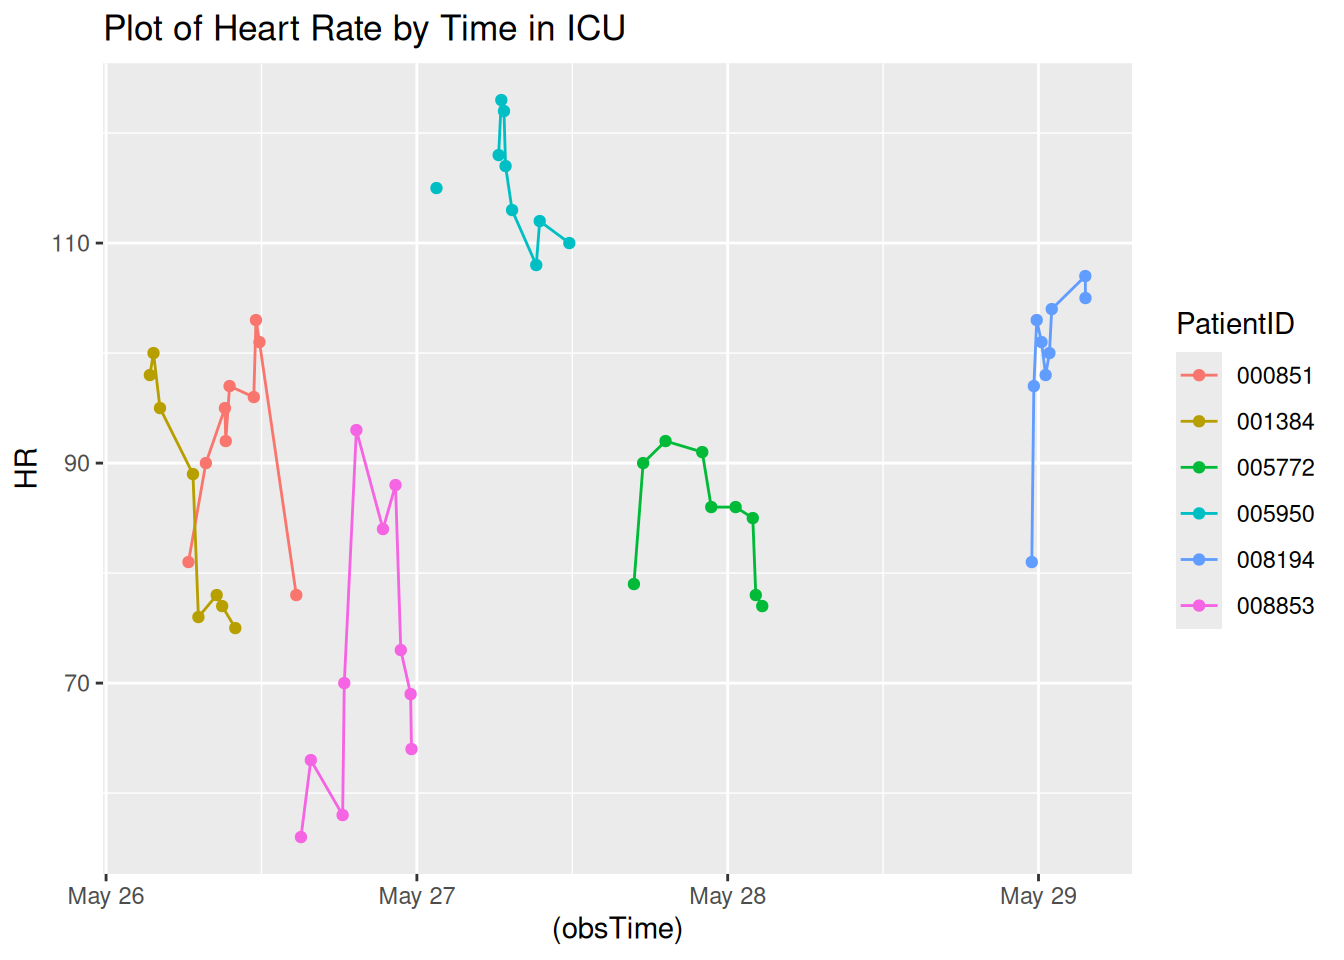 Plot of Heart Rate by Time in ICU
HR
110
90
70
May 26
May 27
May 28
May 29
(obsTime)
PatientID
000851
001384
005772
005950
008194
008853